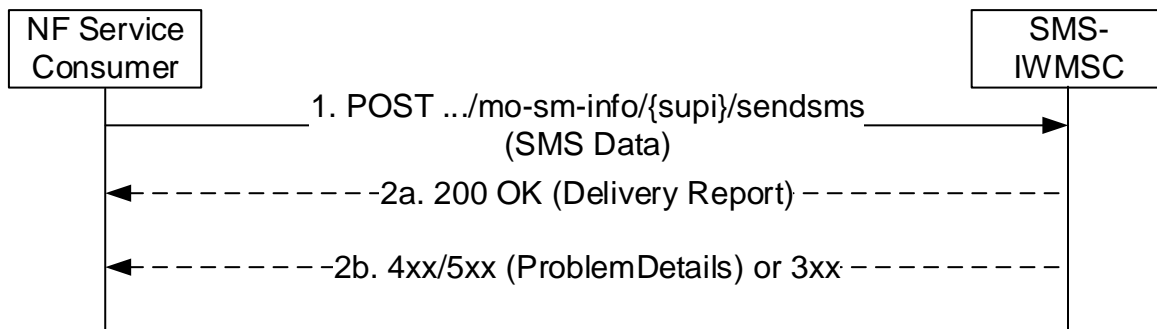 NF Service
Consumer
SMS-
IWMSC
1. POST .../mo-sm-info/{supi}/sendsms
(SMS Data)
2a. 200 OK (Delivery Report)
2b. 4xx/5xx (ProblemDetails) or 3xx